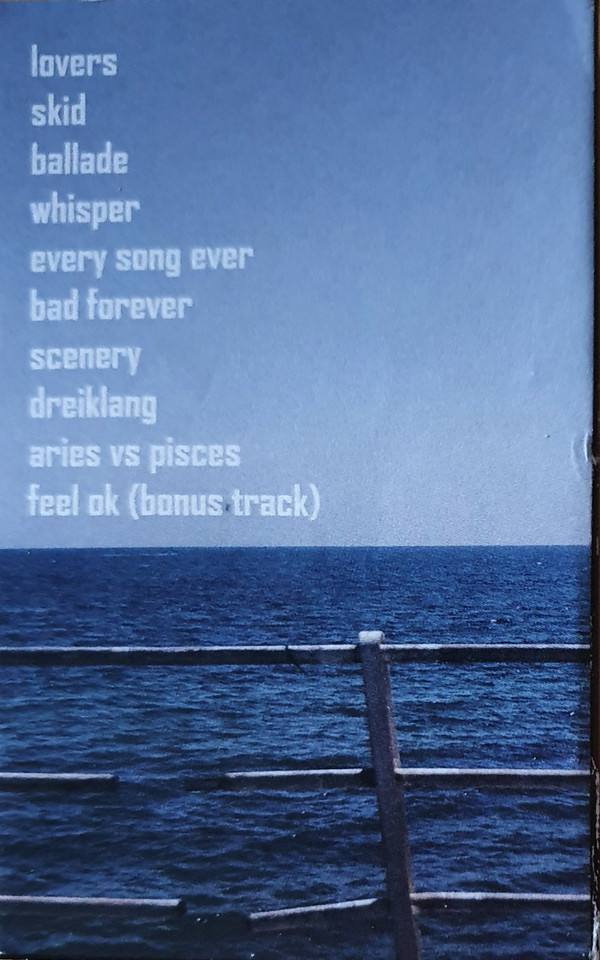 lovers
skid
ballade
whisper
every song ever
bad forever
scenery
dreiklang
aries vs pisces
feel ok (bonus track)